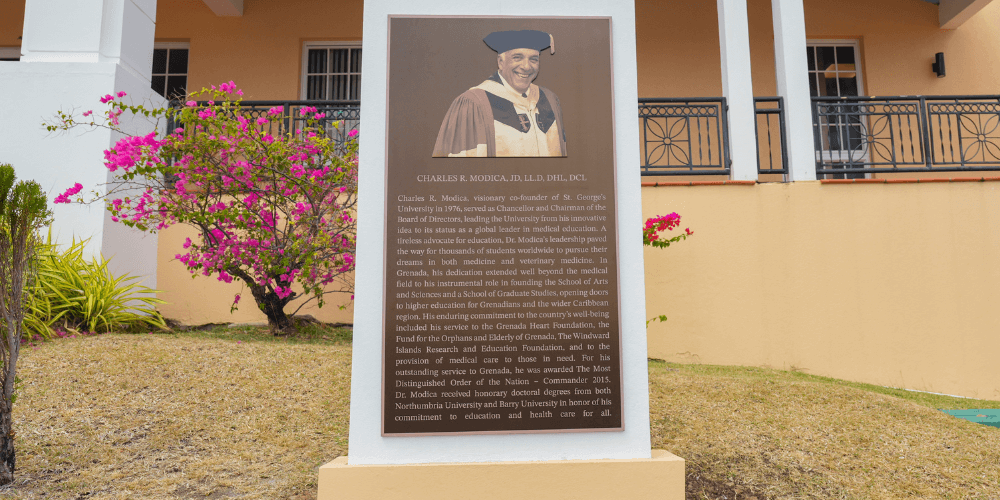 CHARLES R. MODICA, JD, LL.D, DHL, DCL
Charles R. Modica, visionary co-founder of St. George's
University in 1976, served as Chancellor and Chairman of the
Board of Directors, leading the University from his innovative
idea to its status as a global leader in medical education. A
tireless advocate for education, Dr. Modica's leadership paved
the way for thousands of students worldwide to pursue their
dreams in both medicine and veterinary medicine. In
Grenada, his dedication extended well beyond the medical
field to his instrumental role in founding the School of Arts
and Sciences and a School of Graduate Studies, opening doors
to higher education for Grenadians and the wider Caribbean
region. His enduring commitment to the country's well-being
included his service to the Grenada Heart Foundation, the
Fund for the Orphans and Elderly of Grenada, The Windward
Islands Research and Education Foundation, and to the
provision of medical care to those in need. For his
outstanding service to Grenada, he was awarded The Most
Distinguished Order of the Nation – Commander 2015.
Dr. Modica received honorary doctoral degrees from both
Northumbria University and Barry University in honor of his
commitment to education and health care for all.